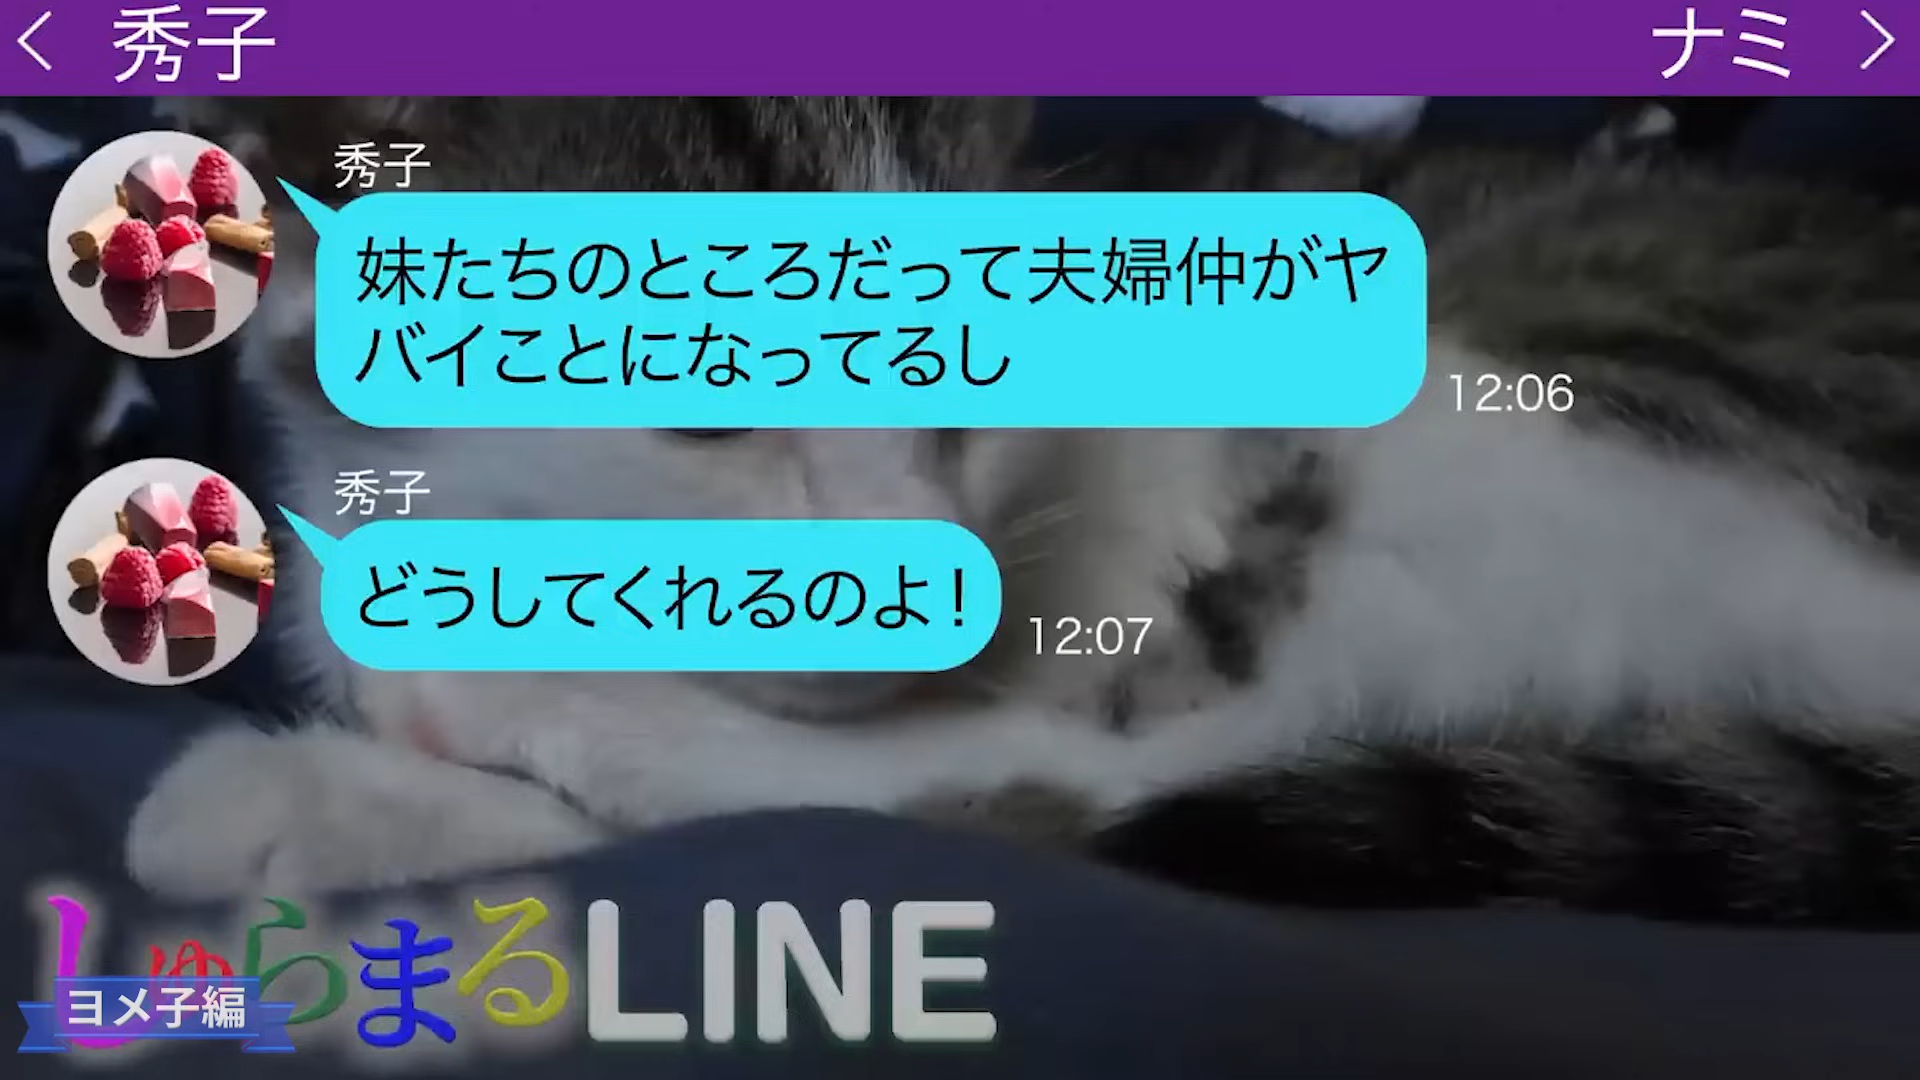 秀子
ナミ
秀子
妹たちのところだって夫婦仲がヤ
バイことになってるし
12:06
秀子
どうしてくれるのよ！
12:07
しゅらまるLINE
ヨメ子編